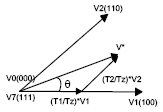 V2(110)
V*
(T2/Tz)*V2
V0(000)
θ
V7(111)
(T1/Tz)*V1
V1(100)